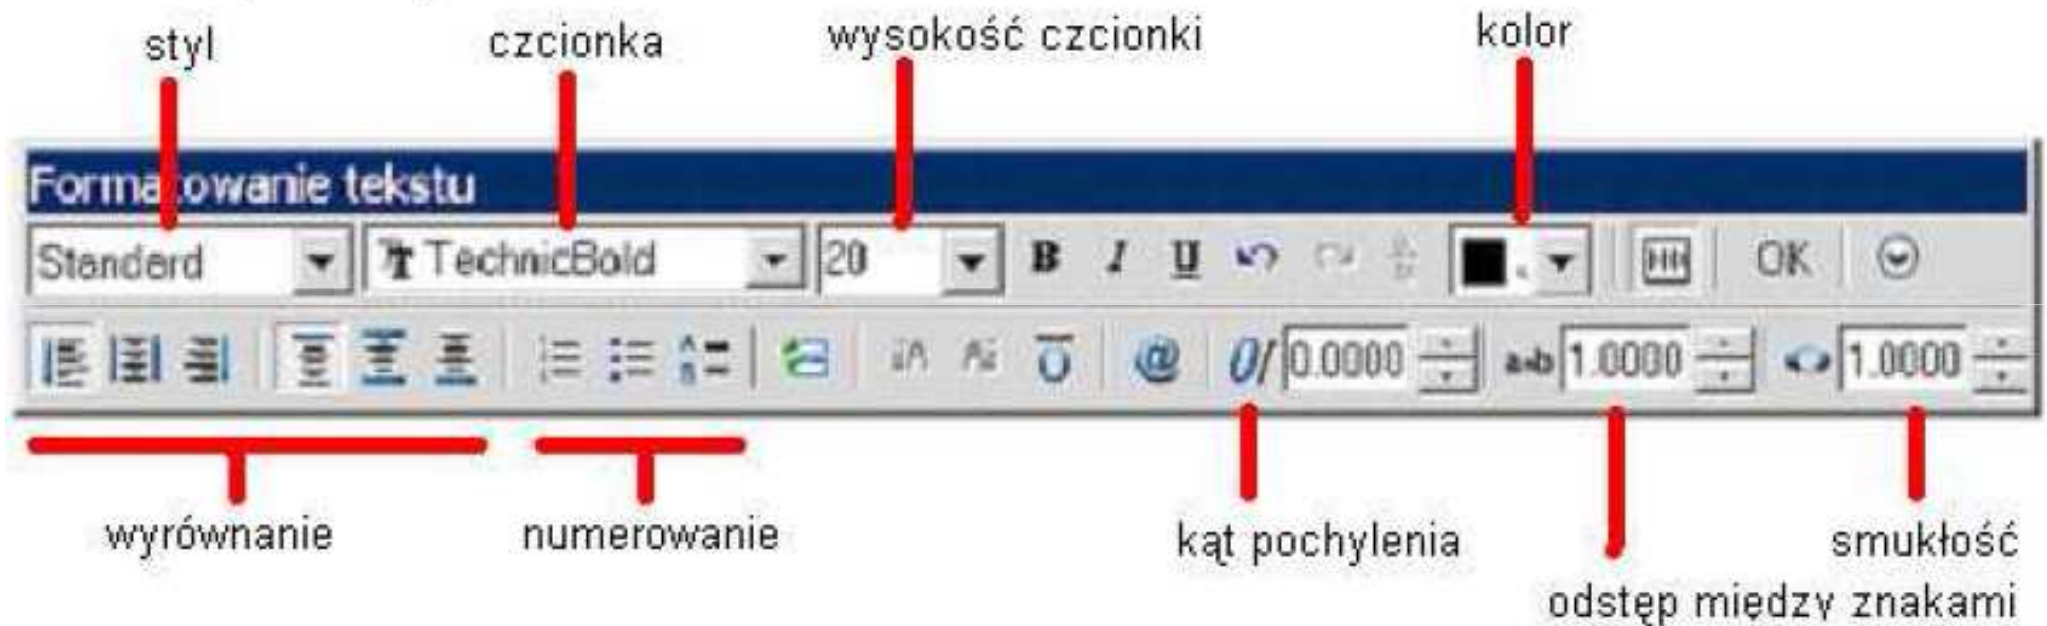 styl czcionka wysokość czcionki kolor
Formatowanie tekstu
Standard TechnicBold 20 B I U OK
@ 0/ 0.0000 a+b 1.0000 1.0000
wyrównanie numerowanie kąt pochylenia smukłość
odstęp między znakami